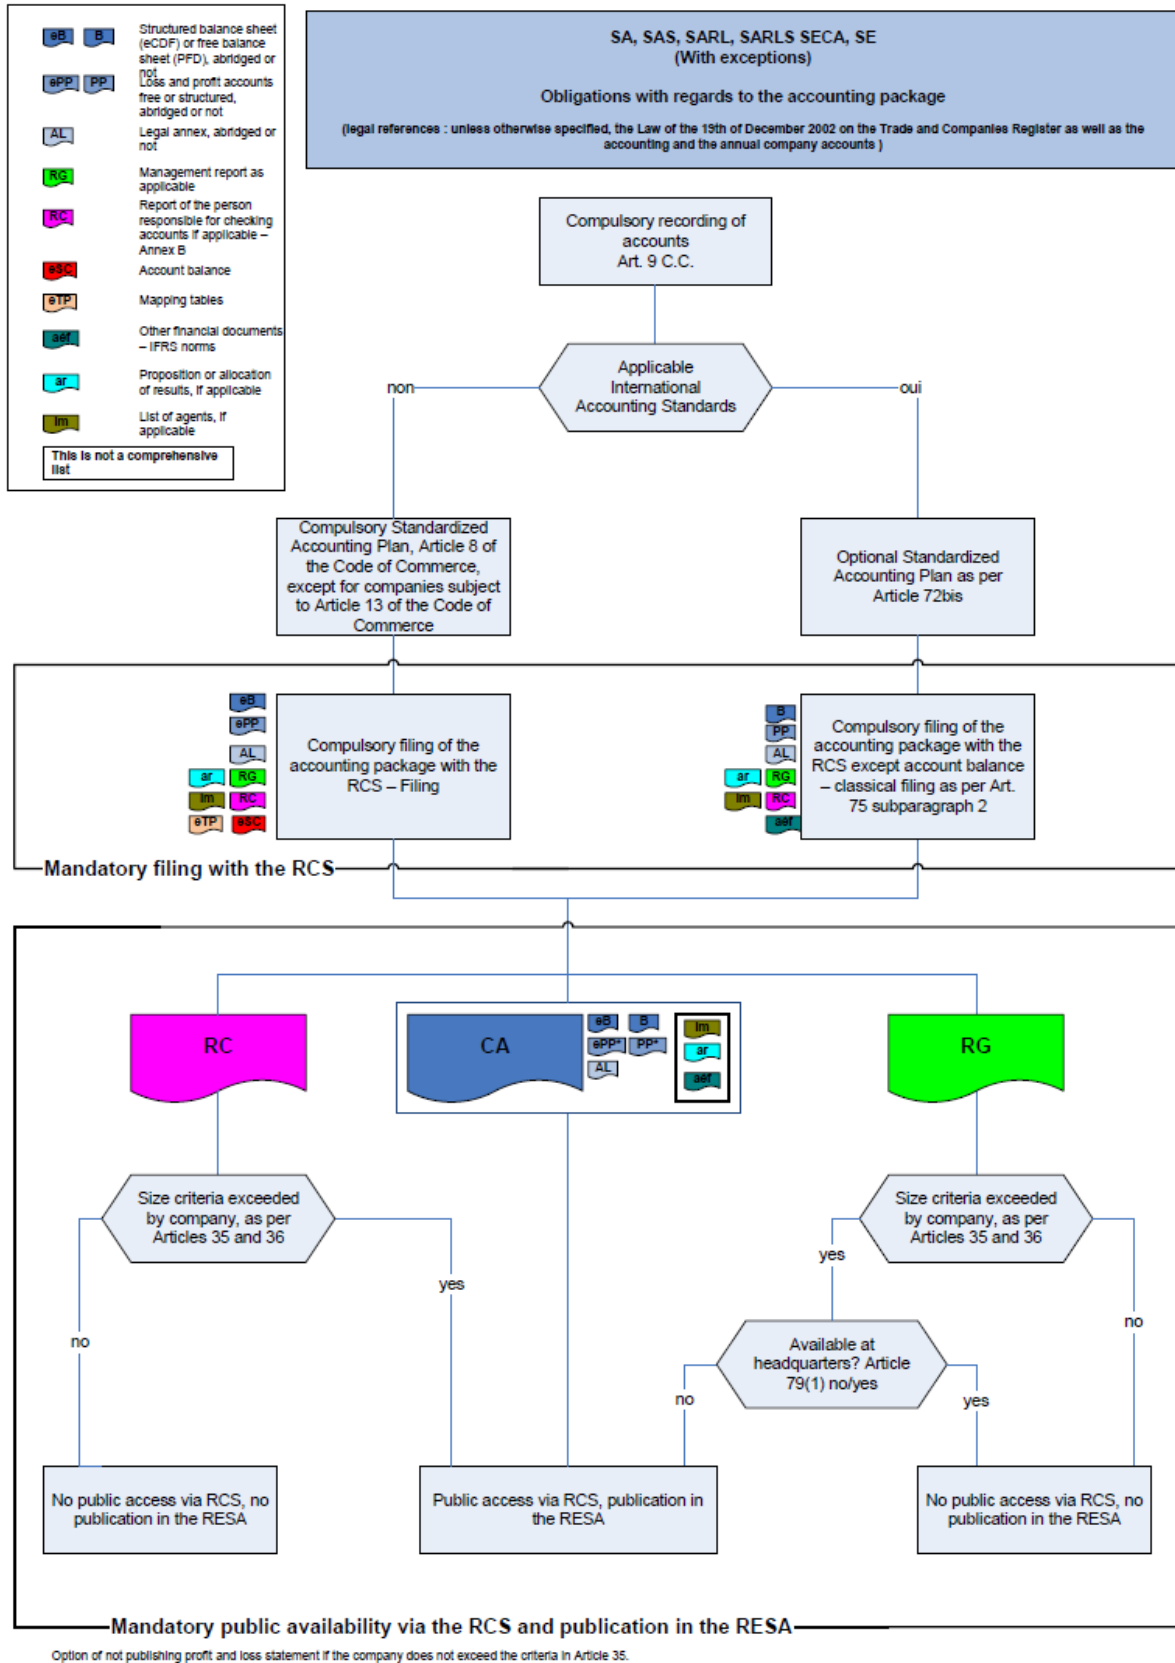 eB B Structured balance sheet
(eCDF) or free balance
sheet (PFD), abridged or
not
ePP PP Loss and profit accounts
free or structured,
abridged or not
AL Legal annex, abridged or
not
RG Management report as
applicable
RC Report of the person
responsible for checking
accounts if applicable –
Annex B
eSC Account balance
eTP Mapping tables
aef Other financial documents
– IFRS norms
ar Proposition or allocation
of results, if applicable
lm List of agents, if
applicable
This is not a comprehensive
list
SA, SAS, SARL, SARLS SECA, SE
(With exceptions)
Obligations with regards to the accounting package
(legal references : unless otherwise specified, the Law of the 19th of December 2002 on the Trade and Companies Register as well as the
accounting and the annual company accounts )
Compulsory recording of
accounts
Art. 9 C.C.
Applicable
International
Accounting Standards
non
oui
Compulsory Standardized
Accounting Plan, Article 8 of
the Code of Commerce,
except for companies subject
to Article 13 of the Code of
Commerce
Optional Standardized
Accounting Plan as per
Article 72bis
eB
ePP
AL
ar RG
lm RC
eTP eSC
Compulsory filing of the
accounting package with the
RCS – Filing
B
PP
AL
ar RG
lm RC
aef
Compulsory filing of the
accounting package with the
RCS except account balance
– classical filing as per Art.
75 subparagraph 2
Mandatory filing with the RCS
RC
CA
eB B
ePP* PP*
AL
lm
ar
aef
RG
Size criteria exceeded
by company, as per
Articles 35 and 36
Size criteria exceeded
by company, as per
Articles 35 and 36
yes
yes
no
no
Available at
headquarters? Article
79(1) no/yes
no
yes
No public access via RCS, no
publication in the RESA
Public access via RCS, publication in
the RESA
No public access via RCS, no
publication in the RESA
Mandatory public availability via the RCS and publication in the RESA
Option of not publishing profit and loss statement if the company does not exceed the criteria in Article 35.